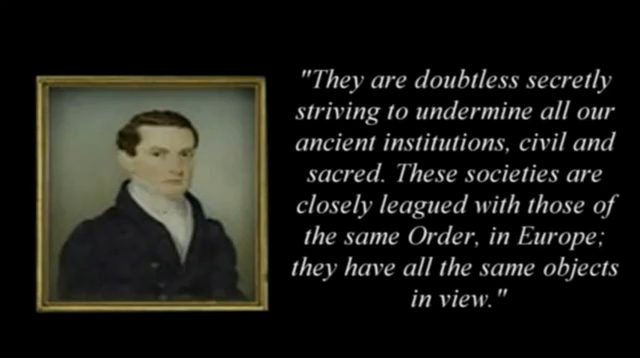 "They are doubtless secretly
striving to undermine all our
ancient institutions, civil and
sacred. These societies are
closely leagued with those of
the same Order, in Europe;
they have all the same objects
in view."